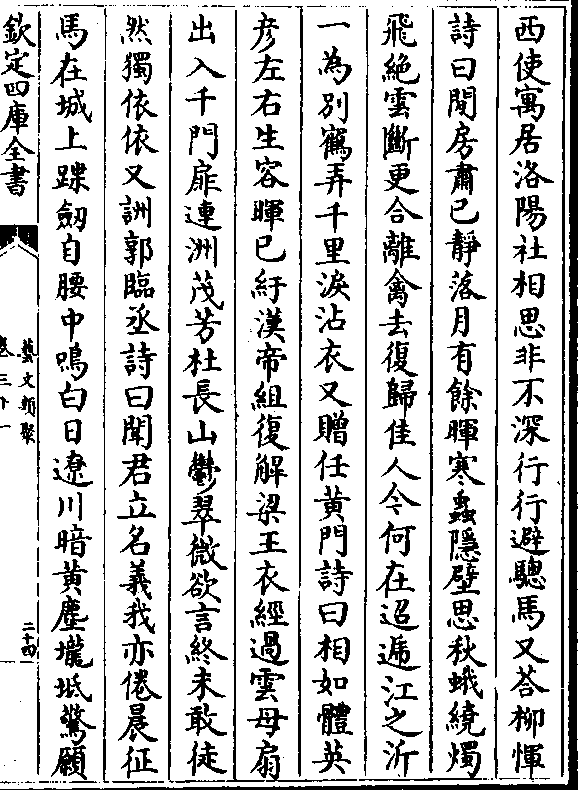 西使寓居洛陽社相思非不深行行避驄馬又荅柳惲
詩曰閨房肅已靜落月有餘暉寒蟲隱壁思秋蛾繞燭
飛絶雲斷更合離禽去復歸佳人今何在迢遞江之沂
一為別鶴弄千里淚沾衣又贈任黄門詩曰相如體英
彦左右生容暉已紆漢帝組復解梁王衣經過雲母扇
出入千門扉連洲茂芳杜長山鬱翠微欲言終未敢徒
然獨依依又詶郭臨丞詩曰聞君立名義我亦倦晨征
馬在城上蹀劒自腰中鳴白日遼川暗黄塵壠坻驚願
欽定四庫全書
藝文類聚
卷三十一
二十四